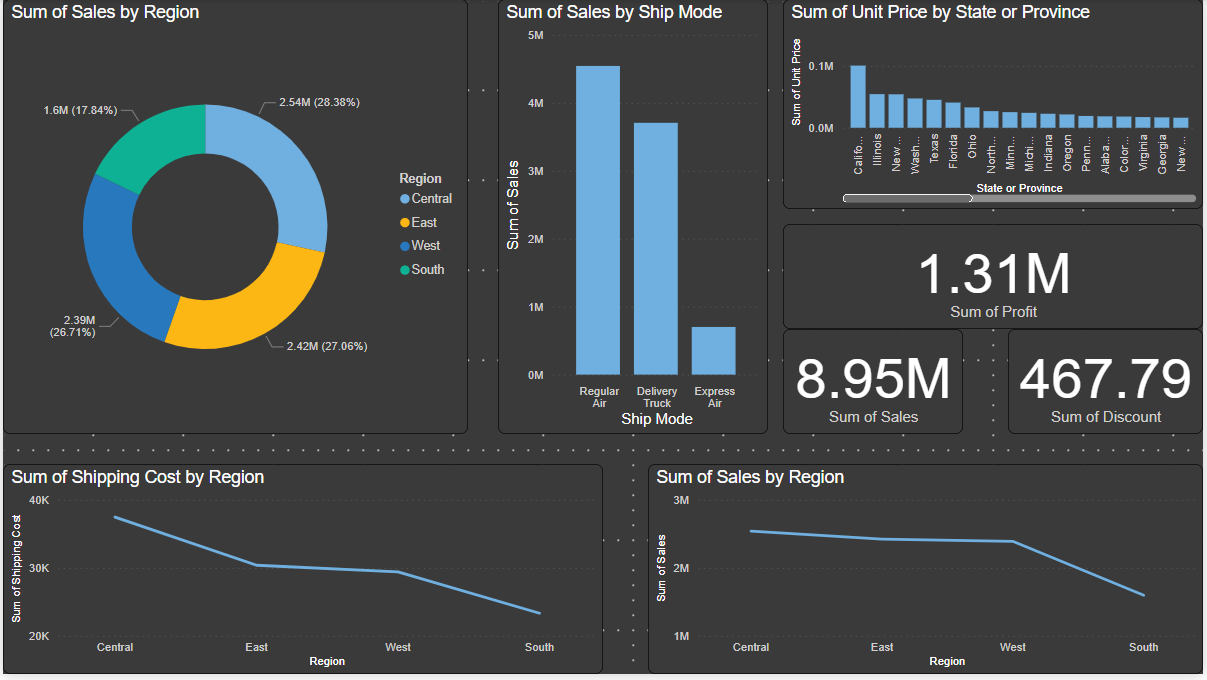 Sum of Sales by Region
2.54M (28.38%)
1.6M (17.84%)
2.39M
(26.71%)
2.42M (27.06%)
Region
Central
East
West
South
Sum of Sales by Ship Mode
Sum of Sales
5M
4M
3M
2M
1M
0M
Regular
Air
Delivery
Truck
Express
Air
Ship Mode
Sum of Unit Price by State or Province
Sum of Unit Price
0.1M
0.0M
Califo...
Illinois
New ...
Wash...
Texas
Florida
Ohio
North...
Minn...
Michi...
Indiana
Oregon
Penn...
Alaba...
Color...
Virginia
Georgia
New ...
State or Province
1.31M
Sum of Profit
8.95M
Sum of Sales
467.79
Sum of Discount
Sum of Shipping Cost by Region
Sum of Shipping Cost
40K
30K
20K
Central
East
West
South
Region
Sum of Sales by Region
Sum of Sales
3M
2M
1M
Central
East
West
South
Region